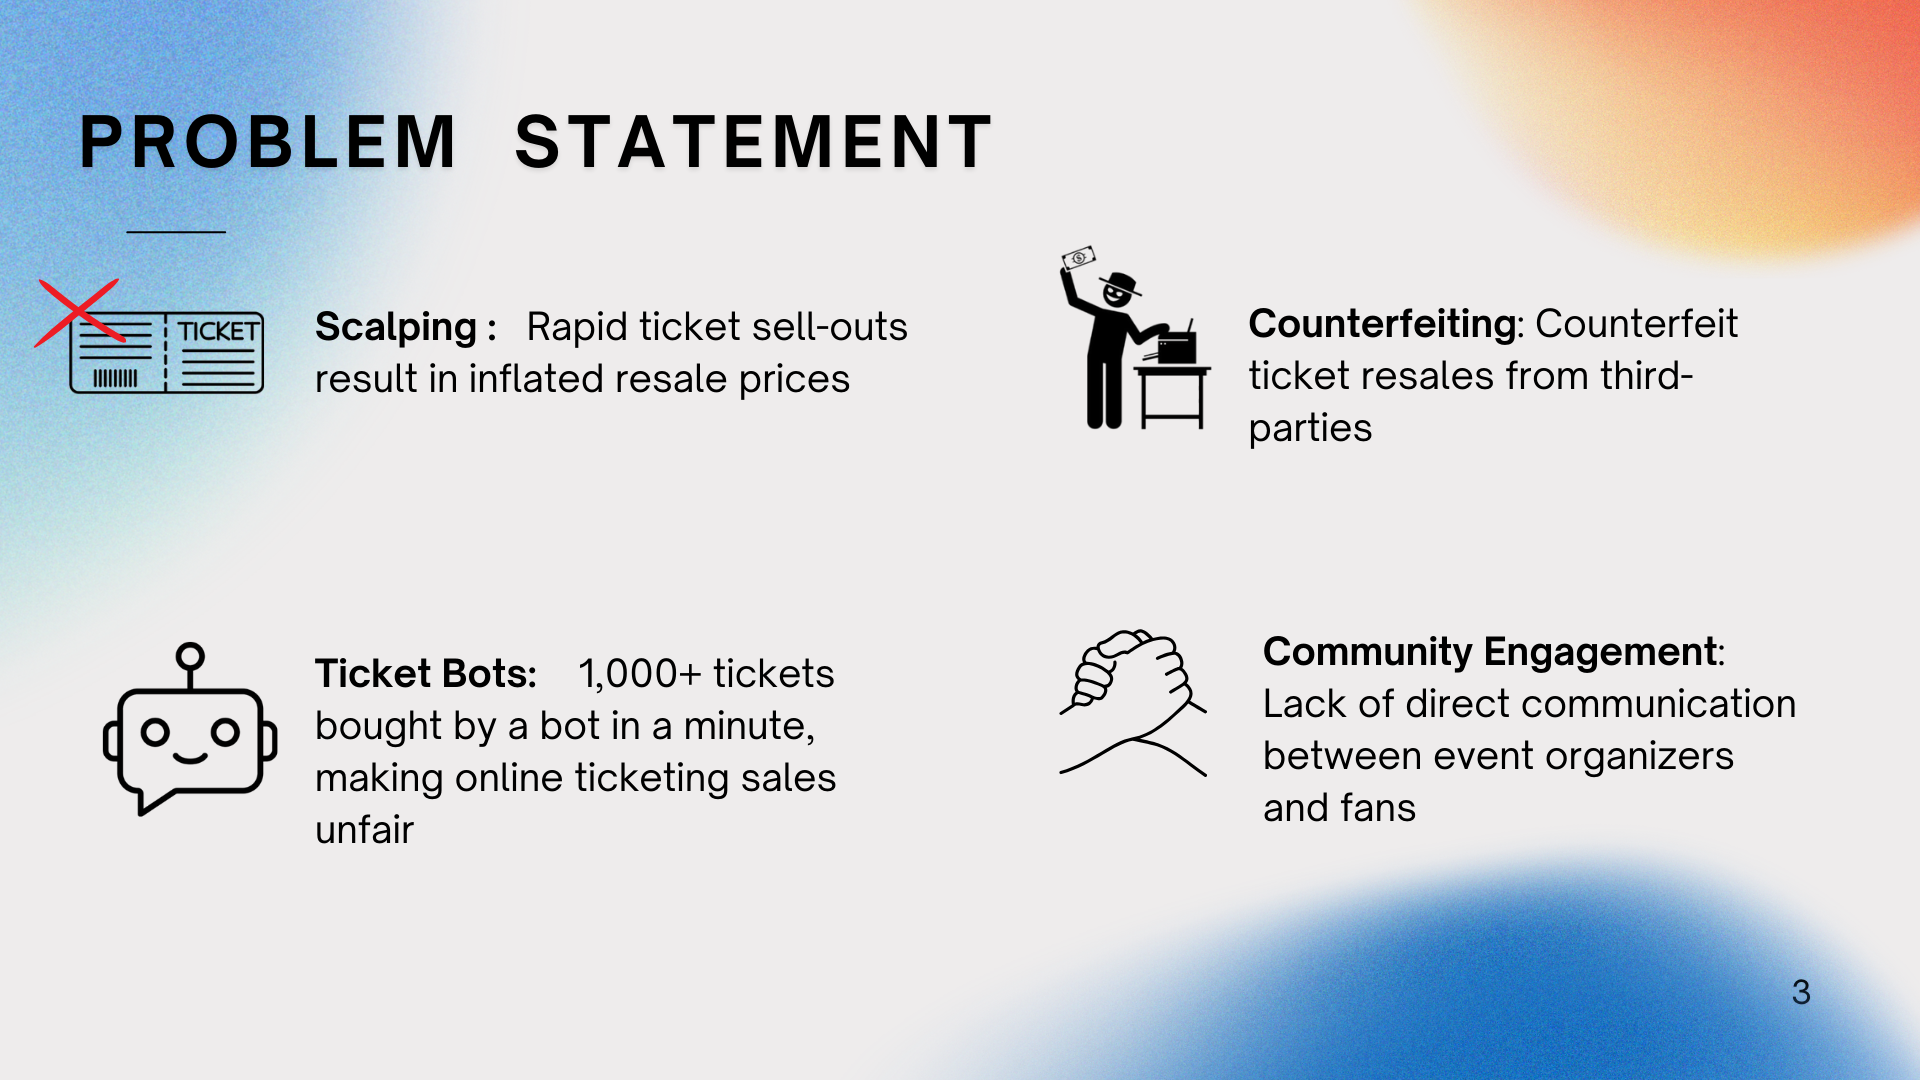 PROBLEM STATEMENT
TICKET
Scalping : Rapid ticket sell-outs
result in inflated resale prices
Counterfeiting: Counterfeit
ticket resales from third-
parties
Ticket Bots: 1,000+ tickets
bought by a bot in a minute,
making online ticketing sales
unfair
Community Engagement:
Lack of direct communication
between event organizers
and fans
3